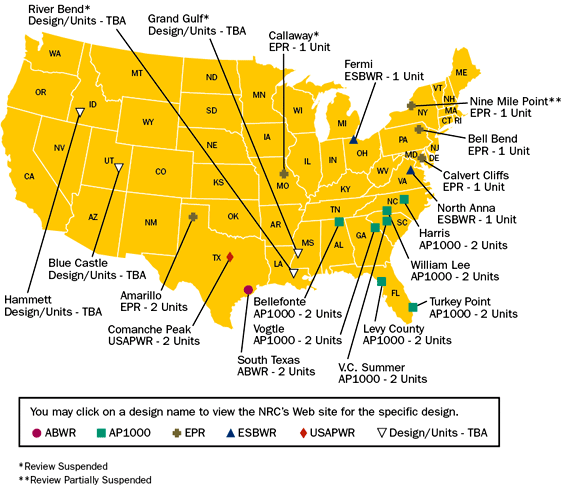 River Bend*
Design/Units - TBA
Grand Gulf*
Design/Units - TBA
Callaway*
EPR - 1 Unit
Fermi
ESBWR - 1 Unit
Nine Mile Point**
EPR - 1 Unit
Bell Bend
EPR - 1 Unit
Calvert Cliffs
EPR - 1 Unit
North Anna
ESBWR - 1 Unit
Harris
AP1000 - 2 Units
William Lee
AP1000 - 2 Units
Turkey Point
AP1000 - 2 Units
Levy County
AP1000 - 2 Units
V.C. Summer
AP1000 - 2 Units
Bellefonte
AP1000 - 2 Units
Vogtle
AP1000 - 2 Units
South Texas
ABWR - 2 Units
Comanche Peak
USAPWR - 2 Units
Amarillo
EPR - 2 Units
Blue Castle
Design/Units - TBA
Hammett
Design/Units - TBA
WA
MT
ND
MN
ME
OR
ID
SD
WI
MI
VT
NH
NY
MA
CT RI
WY
IA
NE
PA
NJ
NV
UT
CO
IL
IN
OH
MD
DE
WV
VA
CA
KS
MO
KY
NC
TN
SC
AZ
NM
OK
AR
MS
AL
GA
TX
LA
FL
You may click on a design name to view the NRC's Web site for the specific design.
ABWR AP1000 EPR ESBWR USAPWR Design/Units - TBA
*Review Suspended
**Review Partially Suspended